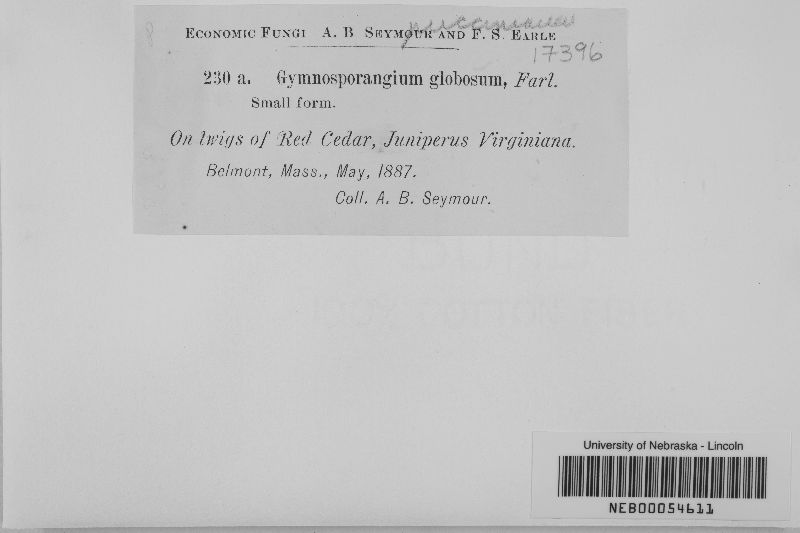 ECONOMIC FUNGI A. B SEYMOUR AND F. S. EARLE
17396
230 a. Gymnosporangium globosum, Farl.
Small form.
On twigs of Red Cedar, Juniperus Virginiana.
Belmont, Mass., May, 1887.
Coll. A. B. Seymour.
University of Nebraska - Lincoln
NEB00054611